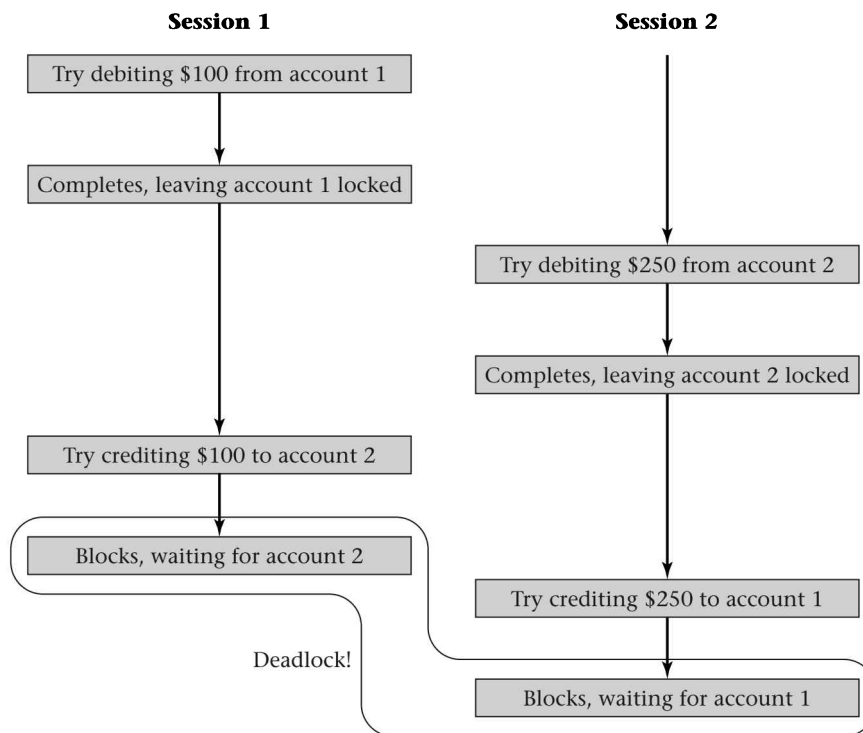 Session 1
Session 2
Try debiting $100 from account 1
Completes, leaving account 1 locked
Try debiting $250 from account 2
Completes, leaving account 2 locked
Try crediting $100 to account 2
Blocks, waiting for account 2
Try crediting $250 to account 1
Deadlock!
Blocks, waiting for account 1